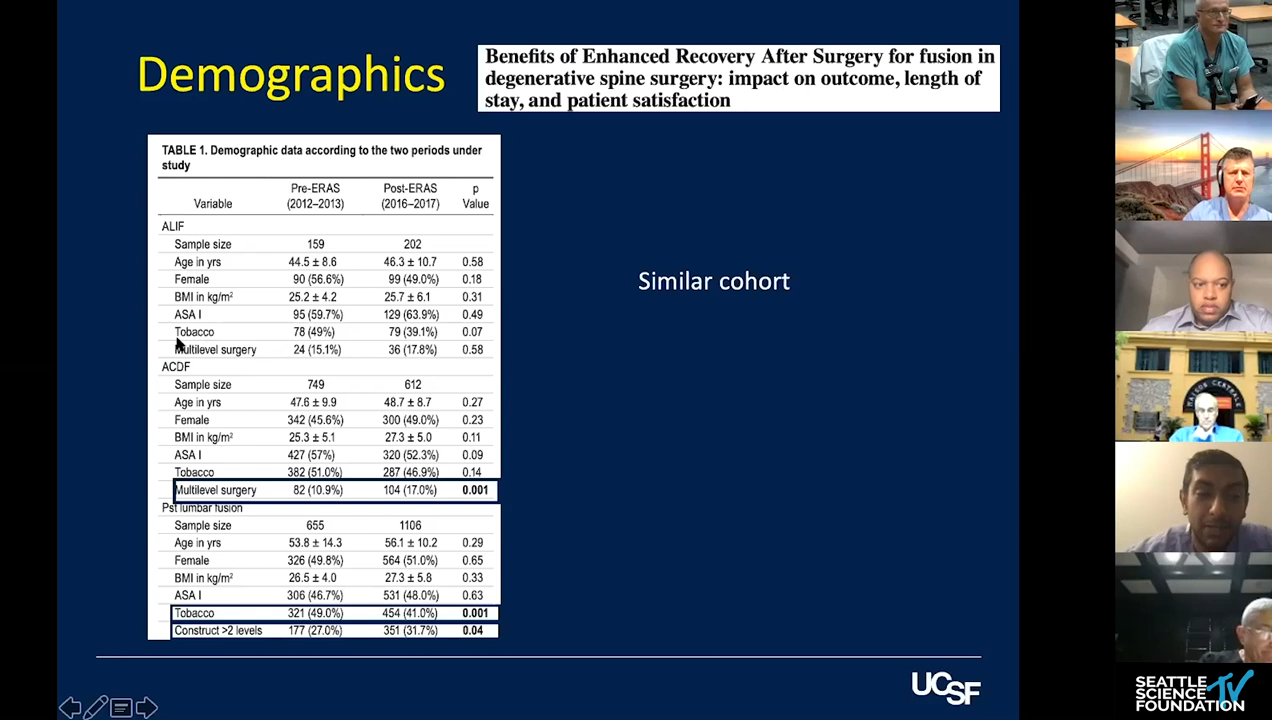 Demographics
Benefits of Enhanced Recovery After Surgery for fusion in
degenerative spine surgery: impact on outcome, length of
stay, and patient satisfaction
TABLE 1. Demographic data according to the two periods under
study
Variable Pre-ERAS (2012–2013) Post-ERAS (2016–2017) p Value
ALIF
Sample size 159 202
Age in yrs 44.5 ± 8.6 46.3 ± 10.7 0.58
Female 90 (56.6%) 99 (49.0%) 0.18
BMI in kg/m² 25.2 ± 4.2 25.7 ± 6.1 0.31
ASA I 95 (59.7%) 129 (63.9%) 0.49
Tobacco 78 (49%) 79 (39.1%) 0.07
Multilevel surgery 24 (15.1%) 36 (17.8%) 0.58
ACDF
Sample size 749 612
Age in yrs 47.6 ± 9.9 48.7 ± 8.7 0.27
Female 342 (45.6%) 300 (49.0%) 0.23
BMI in kg/m² 25.3 ± 5.1 27.3 ± 5.0 0.11
ASA I 427 (57%) 320 (52.3%) 0.09
Tobacco 382 (51.0%) 287 (46.9%) 0.14
Multilevel surgery 82 (10.9%) 104 (17.0%) 0.001
Pst lumbar fusion
Sample size 655 1106
Age in yrs 53.8 ± 14.3 56.1 ± 10.2 0.29
Female 326 (49.8%) 564 (51.0%) 0.65
BMI in kg/m² 26.5 ± 4.0 27.3 ± 5.8 0.33
ASA I 306 (46.7%) 531 (48.0%) 0.63
Tobacco 321 (49.0%) 454 (41.0%) 0.001
Construct >2 levels 177 (27.0%) 351 (31.7%) 0.04
Similar cohort
UCSF
MAISON CENTRALE
SEATTLE
SCIENCE
FOUNDATION
TV